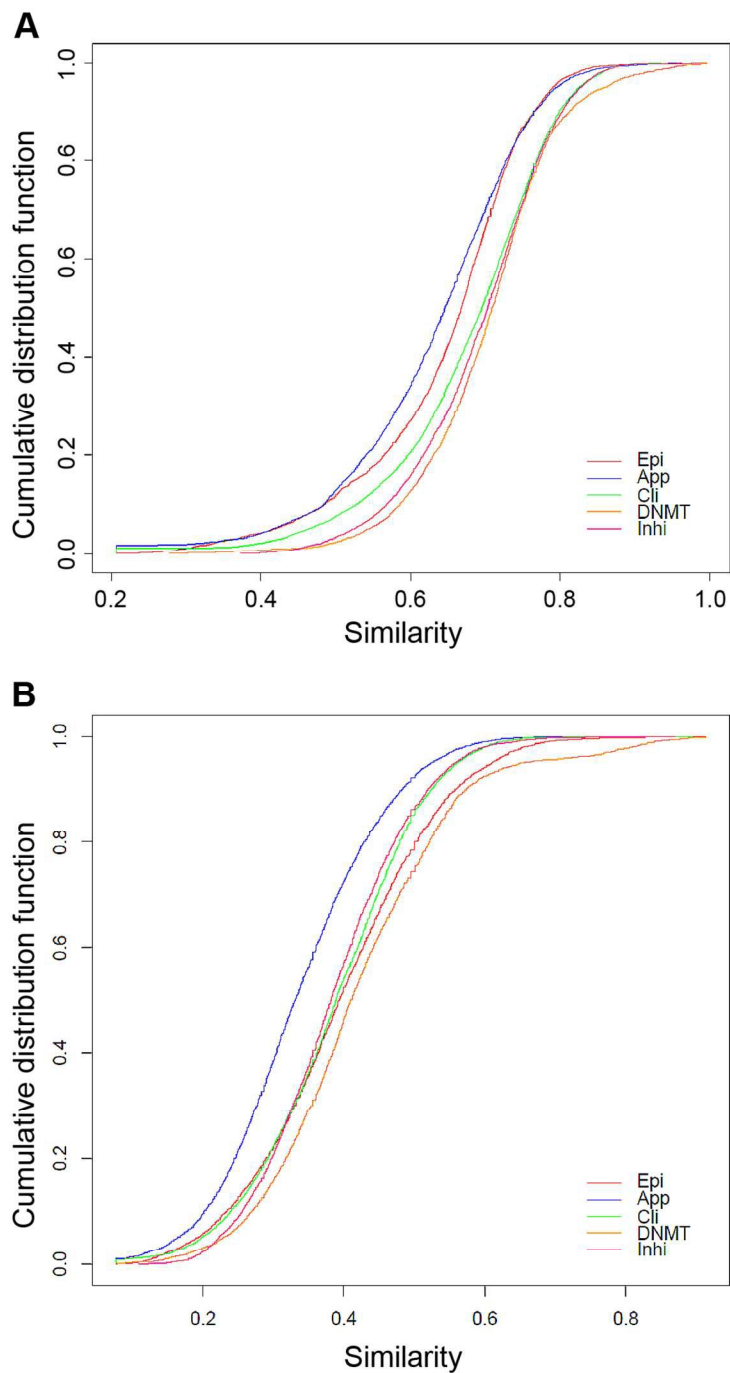 A
Cumulative distribution function
1.0
0.6
0.6
0.4
0.2
0.0
Epi
App
Cli
DNMT
Inhi
0.2 0.4 0.6 0.8 1.0
Similarity
B
Cumulative distribution function
1.0
0.8
0.6
0.4
0.2
0.0
Epi
App
Cli
DNMT
Inhi
0.2 0.4 0.6 0.8
Similarity